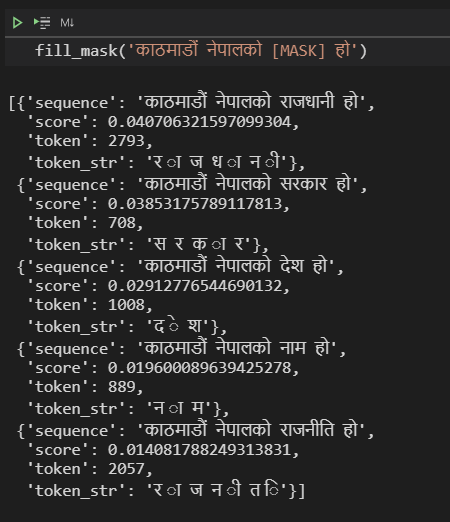 M↓
fill_mask('काठमाडौं नेपालको [MASK] हो')
[{'sequence': 'काठमाडौं नेपालको राजधानी हो',
'score': 0.040706321597099304,
'token': 2793,
'token_str': 'र ा ज ध ा न ी'},
{'sequence': 'काठमाडौं नेपालको सरकार हो',
'score': 0.03853175789117813,
'token': 708,
'token_str': 'स र क ा र'},
{'sequence': 'काठमाडौं नेपालको देश हो',
'score': 0.02912776544690132,
'token': 1008,
'token_str': 'द े श'},
{'sequence': 'काठमाडौं नेपालको नाम हो',
'score': 0.019600089639425278,
'token': 889,
'token_str': 'न ा म'},
{'sequence': 'काठमाडौं नेपालको राजनीति हो',
'score': 0.014081788249313831,
'token': 2057,
'token_str': 'र ा ज न ी त ि'}]